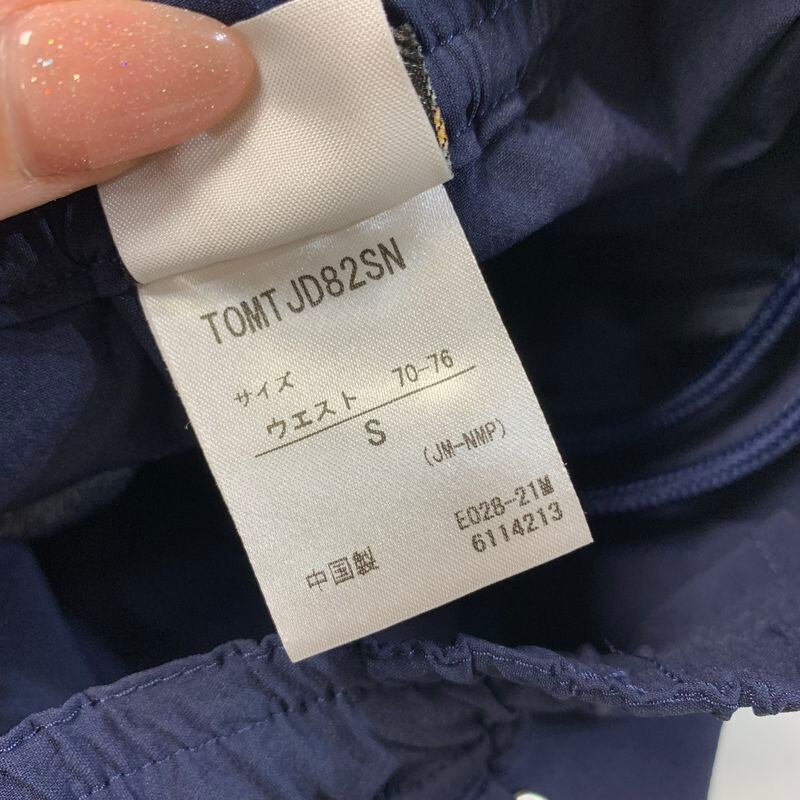 TOMTJD82SN
サイズ
ウエスト 70-76
S
(JM-NMP)
E028-21M
6114213
中国製